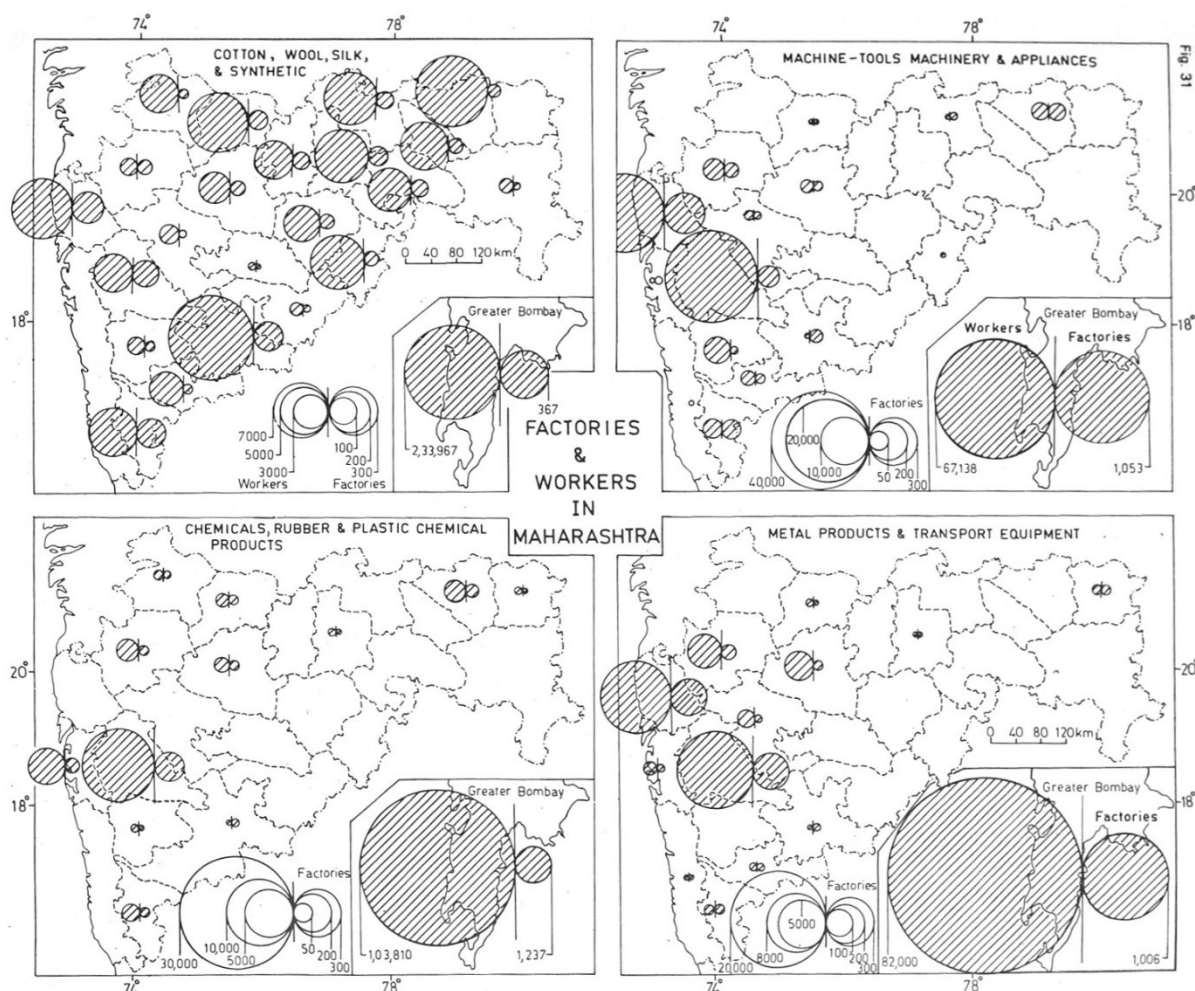 Fig. 31
74°
78°
COTTON, WOOL, SILK,
& SYNTHETIC
0 40 80 120 km
18°
Greater Bombay
367
2,33,967
7000
5000
3000
Workers
100
200
300
Factories
74°
78°
MACHINE-TOOLS MACHINERY & APPLIANCES
20°
18°
Greater Bombay
Workers
Factories
67,138
1,053
Factories
20,000
10,000
40,000
50
200
300
FACTORIES
&
WORKERS
IN
MAHARASHTRA
CHEMICALS, RUBBER & PLASTIC CHEMICAL
PRODUCTS
20°
18°
Greater Bombay
1,03,810
1,237
Factories
10,000
5000
30,000
50
200
300
74°
78°
METAL PRODUCTS & TRANSPORT EQUIPMENT
20°
0 40 80 120 km
18°
Greater Bombay
Factories
82,000
1,006
Factories
5000
8000
20,000
100
200
300
74°
78°